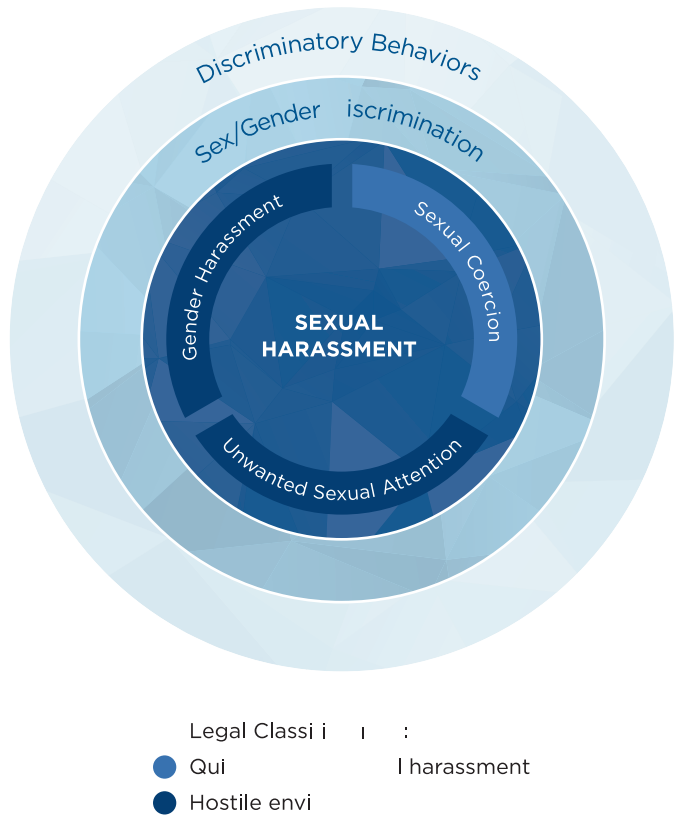 Discriminatory Behaviors
Sex/Gender iscrimination
Gender Harassment
Sexual Coercion
SEXUAL
HARASSMENT
Unwanted Sexual Attention
Legal
Qui l harassment
Hostile envi